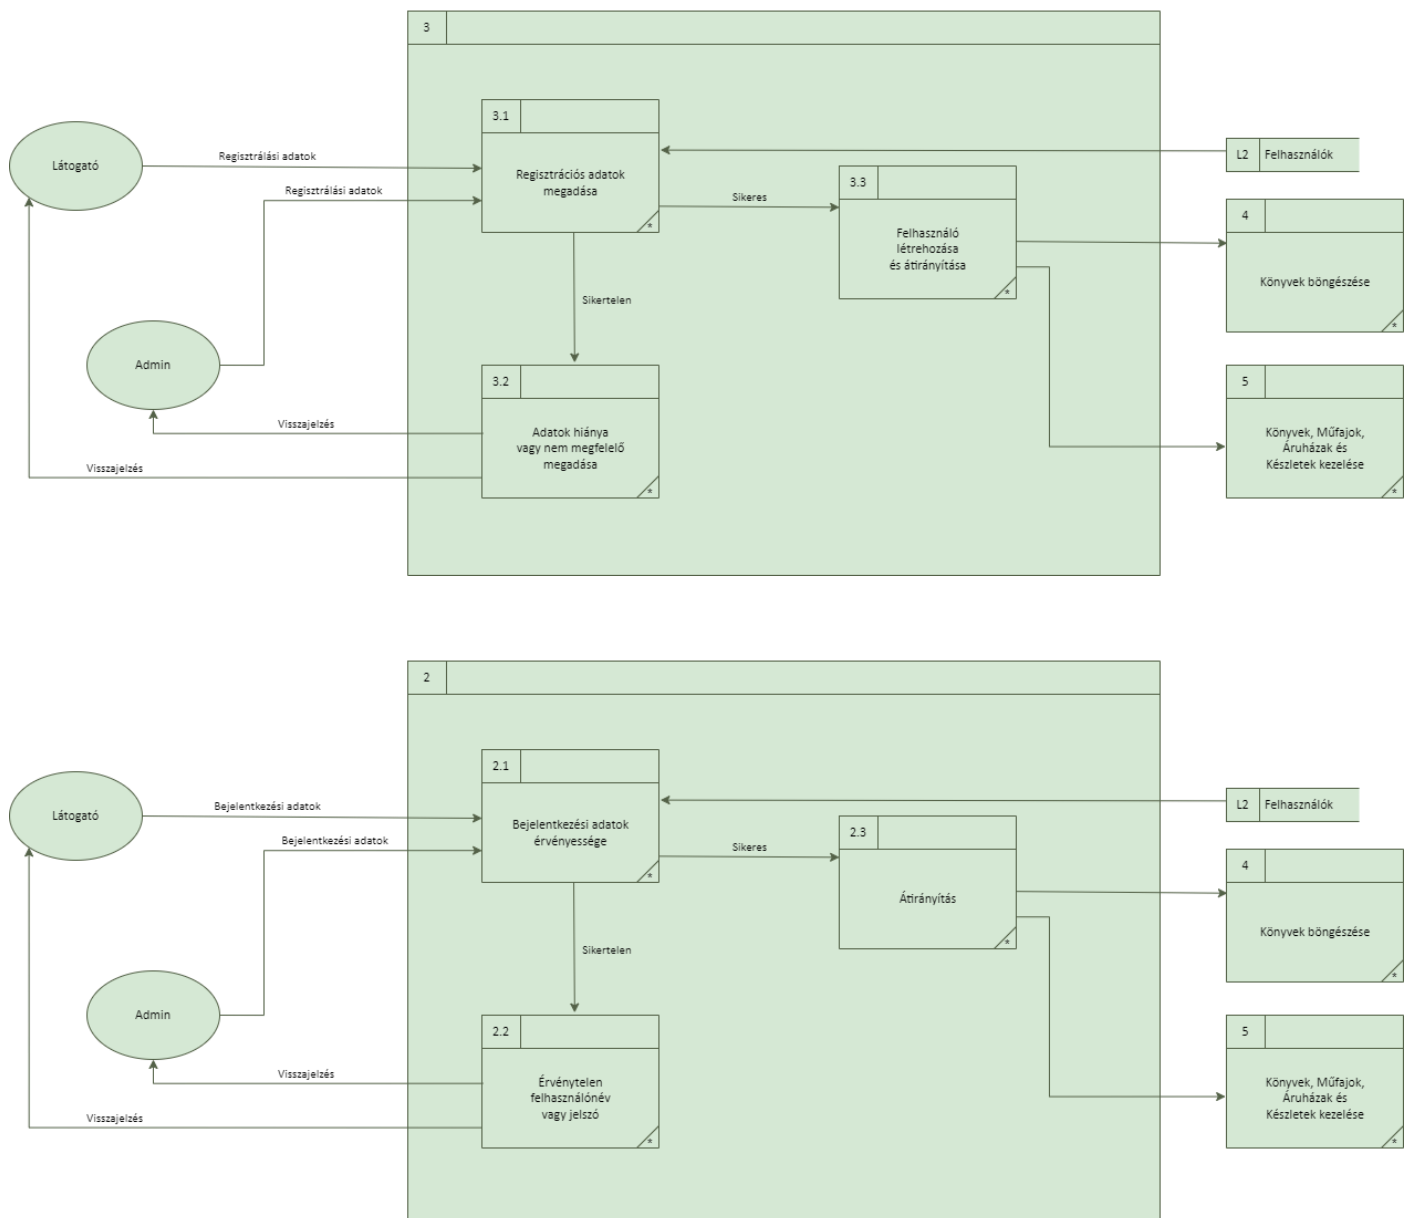 3
3.1
Látogató
Regisztrálási adatok
Regisztrációs adatok
megadása
*
L2
Felhasználók
Regisztrálási adatok
Sikeres
3.3
Felhasználó
létrehozása
és átirányítása
*
4
Könyvek böngészése
*
Sikertelen
Admin
3.2
Adatok hiánya
vagy nem megfelelő
megadása
*
Visszajelzés
Visszajelzés
5
Könyvek, Műfajok,
Áruházak és
Készletek kezelése
*
2
2.1
Látogató
Bejelentkezési adatok
Bejelentkezési adatok
érvényessége
*
L2
Felhasználók
Bejelentkezési adatok
Sikeres
2.3
Átirányítás
*
4
Könyvek böngészése
*
Sikertelen
Admin
2.2
Érvénytelen
felhasználónév
vagy jelszó
*
Visszajelzés
Visszajelzés
5
Könyvek, Műfajok,
Áruházak és
Készletek kezelése
*